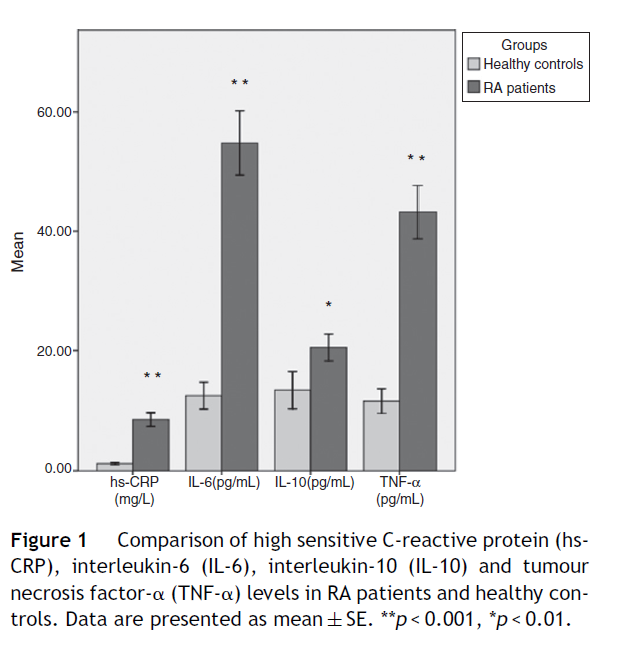 Groups
Healthy controls
RA patients
60.00
40.00
20.00
0.00
Mean
* *
* *
*
* *
hs-CRP
(mg/L)
IL-6(pg/mL)
IL-10(pg/mL)
TNF-α
(pg/mL)
Figure 1 Comparison of high sensitive C-reactive protein (hs-
CRP), interleukin-6 (IL-6), interleukin-10 (IL-10) and tumour
necrosis factor-α (TNF-α) levels in RA patients and healthy con-
trols. Data are presented as mean ± SE. **p < 0.001, *p < 0.01.